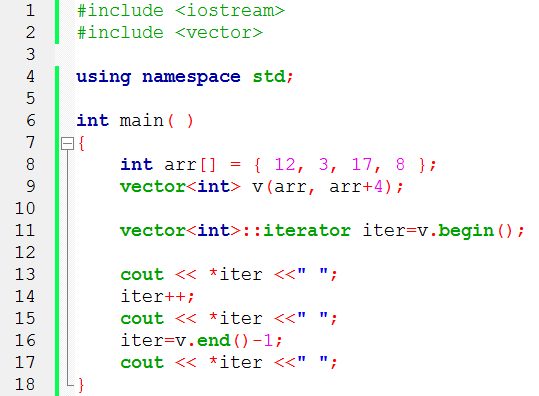 1 #include <iostream>
2 #include <vector>
3
4 using namespace std;
5
6 int main( )
7 {
8 int arr[] = { 12, 3, 17, 8 };
9 vector<int> v(arr, arr+4);
10
11 vector<int>::iterator iter=v.begin();
12
13 cout << *iter <<" ";
14 iter++;
15 cout << *iter <<" ";
16 iter=v.end()-1;
17 cout << *iter <<" ";
18 }